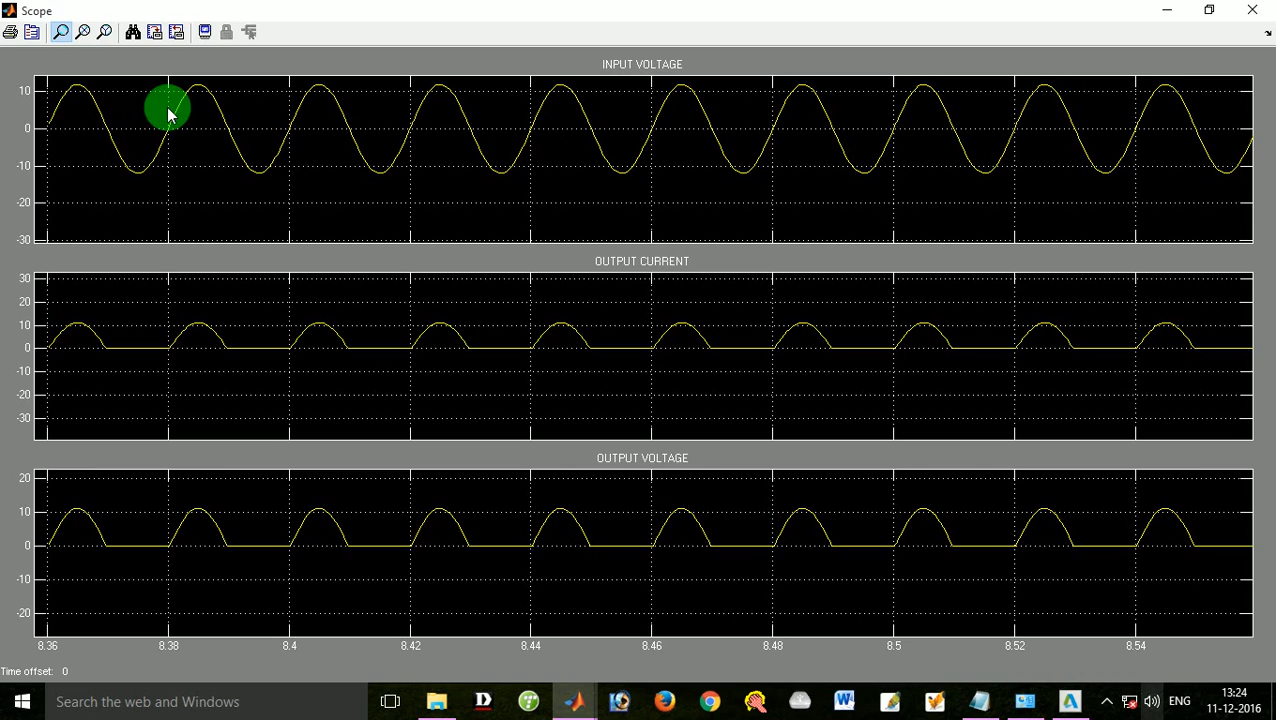 Scope
INPUT VOLTAGE
10
0
-10
-20
-30
OUTPUT CURRENT
30
20
10
0
-10
-20
-30
OUTPUT VOLTAGE
20
10
0
-10
-20
8.36 8.38 8.4 8.42 8.44 8.46 8.48 8.5 8.52 8.54
Time offset: 0
Search the web and Windows
ENG
13:24
11-12-2016